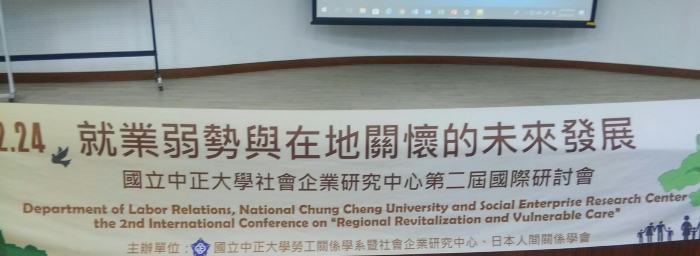 2.24
就業弱勢與在地關懷的未來發展
國立中正大學社會企業研究中心第二屆國際研討會
Department of Labor Relations, National Chung Cheng University and Social Enterprise Research Center
the 2nd International Conference on "Regional Revitalization and Vulnerable Care"
主辦單位：國立中正大學勞工關係學系暨社會企業研究中心、日本人間關係學會